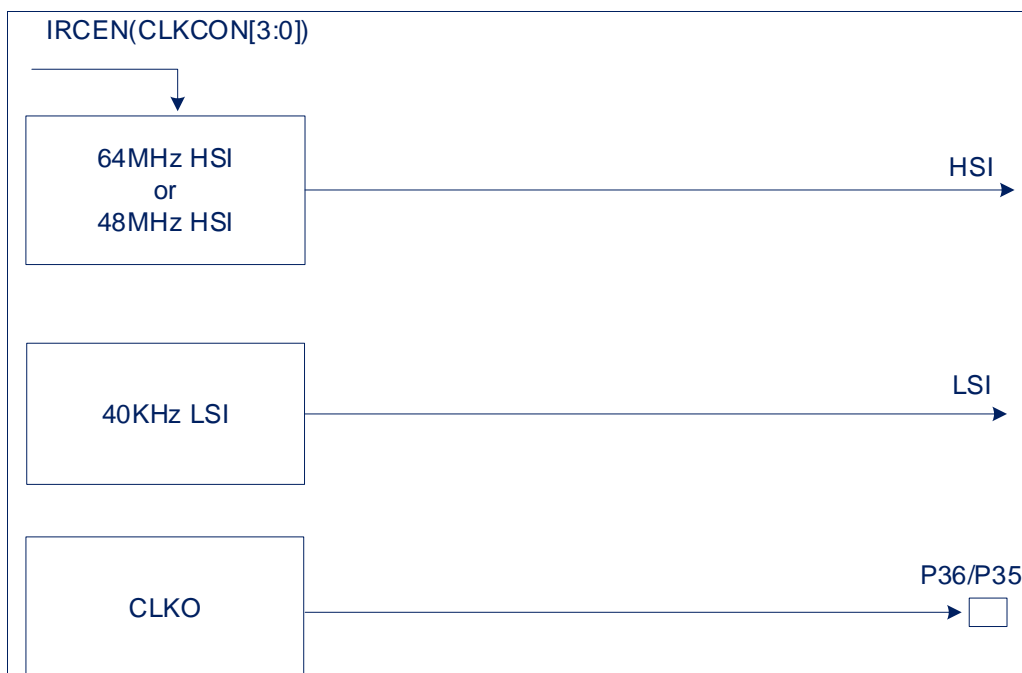 IRCEN(CLKCON[3:0])
64MHz HSI
or
48MHz HSI
HSI
40KHz LSI
LSI
CLKO
P36/P35